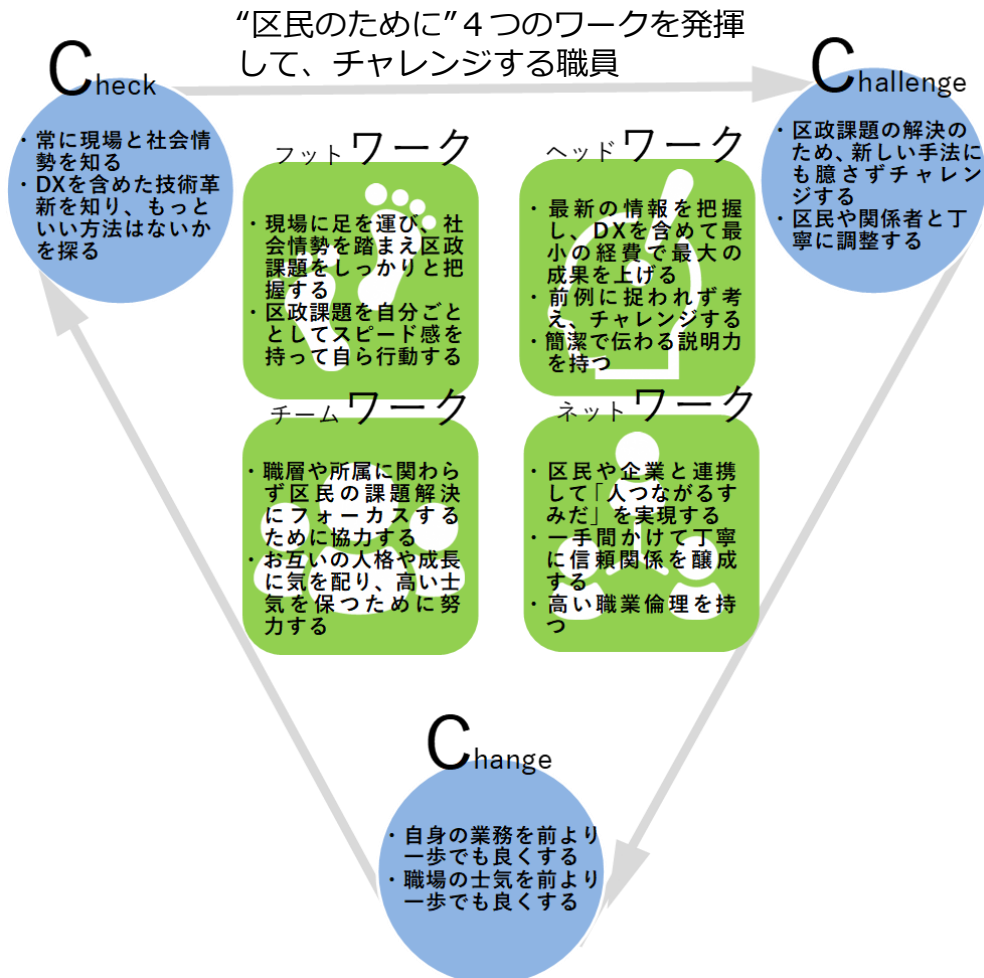 “区民のために”４つのワークを発揮
して、チャレンジする職員
Check
・常に現場と社会情
勢を知る
・DXを含めた技術革
新を知り、もっと
いい方法はないか
を探る
Challenge
・区政課題の解決の
ため、新しい手法に
も臆さずチャレン
ジする
・区民や関係者と丁
寧に調整する
フットワーク
・現場に足を運び、社
会情勢を踏まえ区政
課題をしっかりと把
握する
・区政課題を自分ごと
としてスピード感を
持って自ら行動する
ヘッドワーク
・最新の情報を把握
し、DXを含めて最
小の経費で最大の
成果を上げる
・前例に捉われず考
え、チャレンジする
・簡潔で伝わる説明力
を持つ
チームワーク
・職層や所属に関わら
ず区民の課題解決
にフォーカスする
ために協力する
・お互いの人格や成長
に気を配り、高い士
気を保つために努
力する
ネットワーク
・区民や企業と連携
して「人つながるす
みだ」を実現する
・一手間かけて丁寧
に信頼関係を醸成
する
・高い職業倫理を持
つ
Change
・自身の業務を前より
一歩でも良くする
・職場の士気を前より
一歩でも良くする